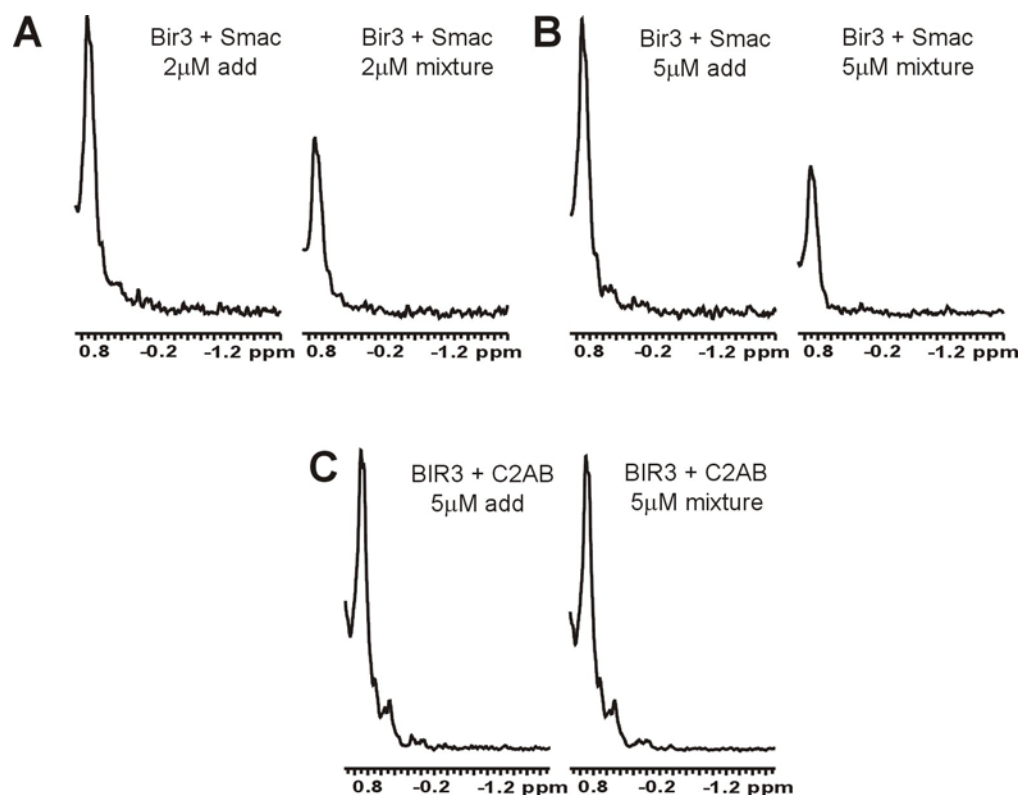 A
Bir3 + Smac
2μM add
Bir3 + Smac
2μM mixture
0.8 -0.2 -1.2 ppm
0.8 -0.2 -1.2 ppm
B
Bir3 + Smac
5μM add
Bir3 + Smac
5μM mixture
0.8 -0.2 -1.2 ppm
0.8 -0.2 -1.2 ppm
C
BIR3 + C2AB
5μM add
BIR3 + C2AB
5μM mixture
0.8 -0.2 -1.2 ppm
0.8 -0.2 -1.2 ppm